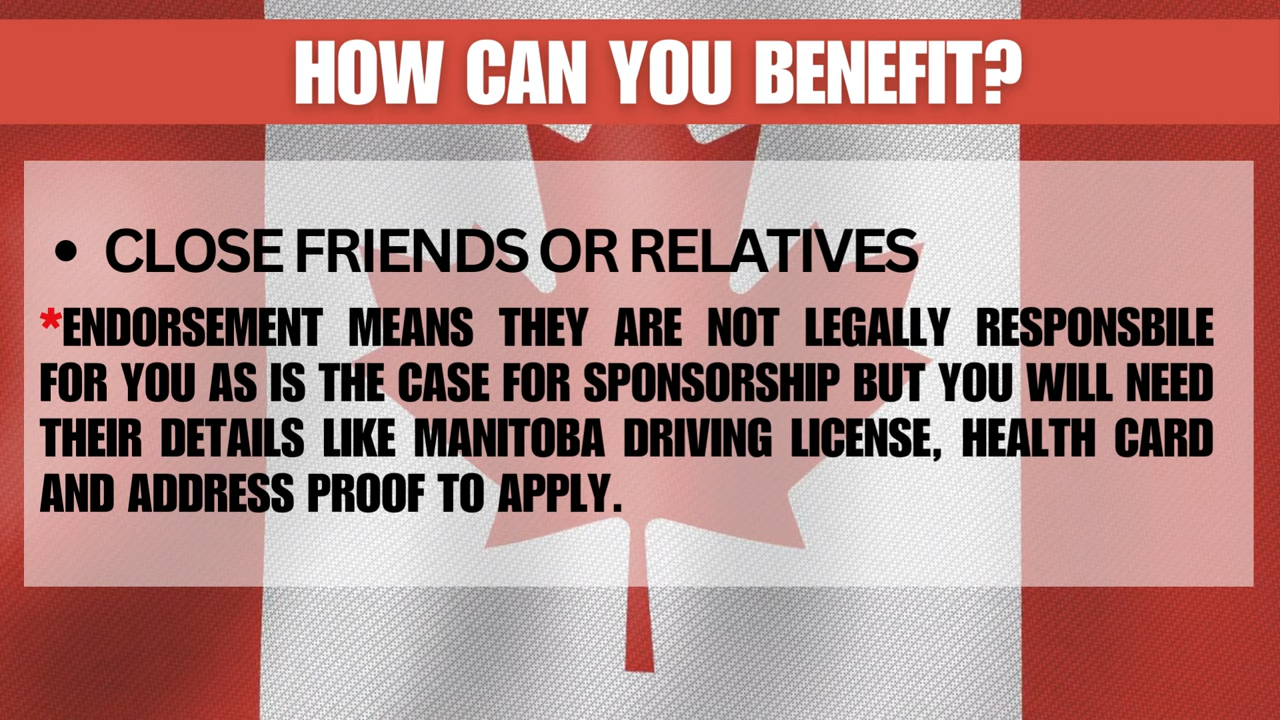 HOW CAN YOU BENEFIT?
• CLOSE FRIENDS OR RELATIVES
*ENDORSEMENT MEANS THEY ARE NOT LEGALLY RESPONSBILE
FOR YOU AS IS THE CASE FOR SPONSORSHIP BUT YOU WILL NEED
THEIR DETAILS LIKE MANITOBA DRIVING LICENSE, HEALTH CARD
AND ADDRESS PROOF TO APPLY.